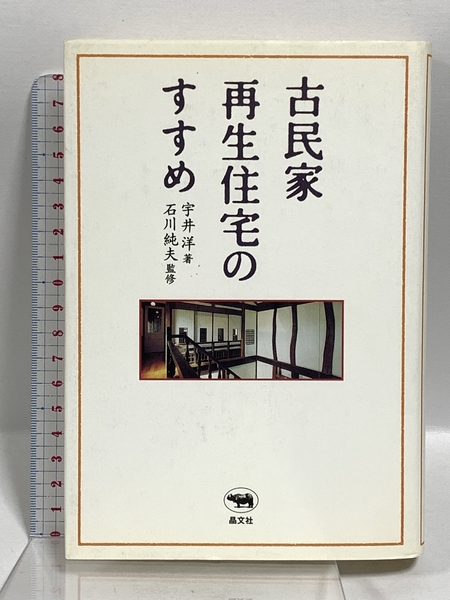 古民家
再生住宅の
すすめ
宇井洋 著
石川純夫 監修
晶文社